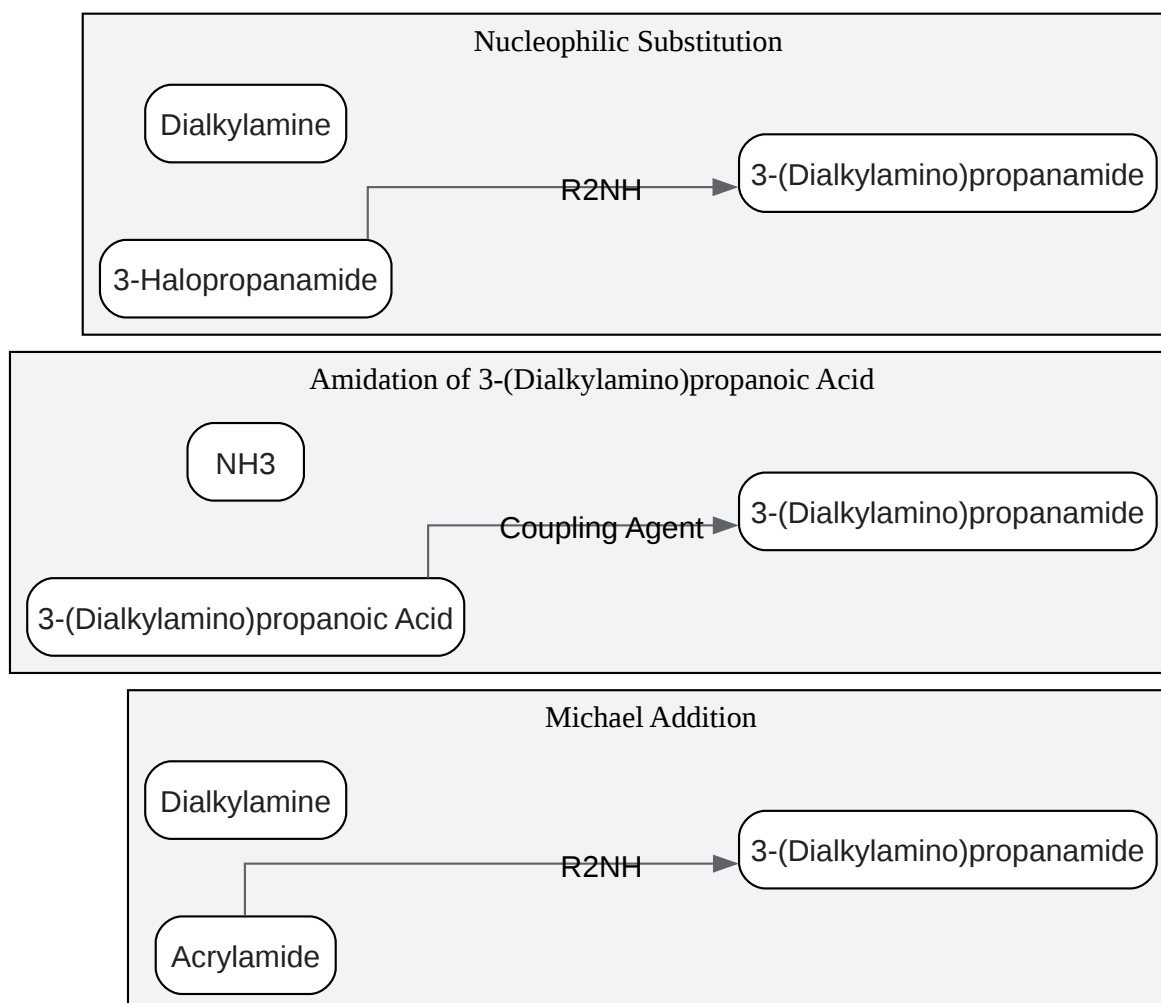 Nucleophilic Substitution
Dialkylamine
3-(Dialkylamino)propanamide
R2NH
3-Halopropanamide
Amidation of 3-(Dialkylamino)propanoic Acid
NH3
3-(Dialkylamino)propanamide
Coupling Agent
3-(Dialkylamino)propanoic Acid
Michael Addition
Dialkylamine
3-(Dialkylamino)propanamide
R2NH
Acrylamide